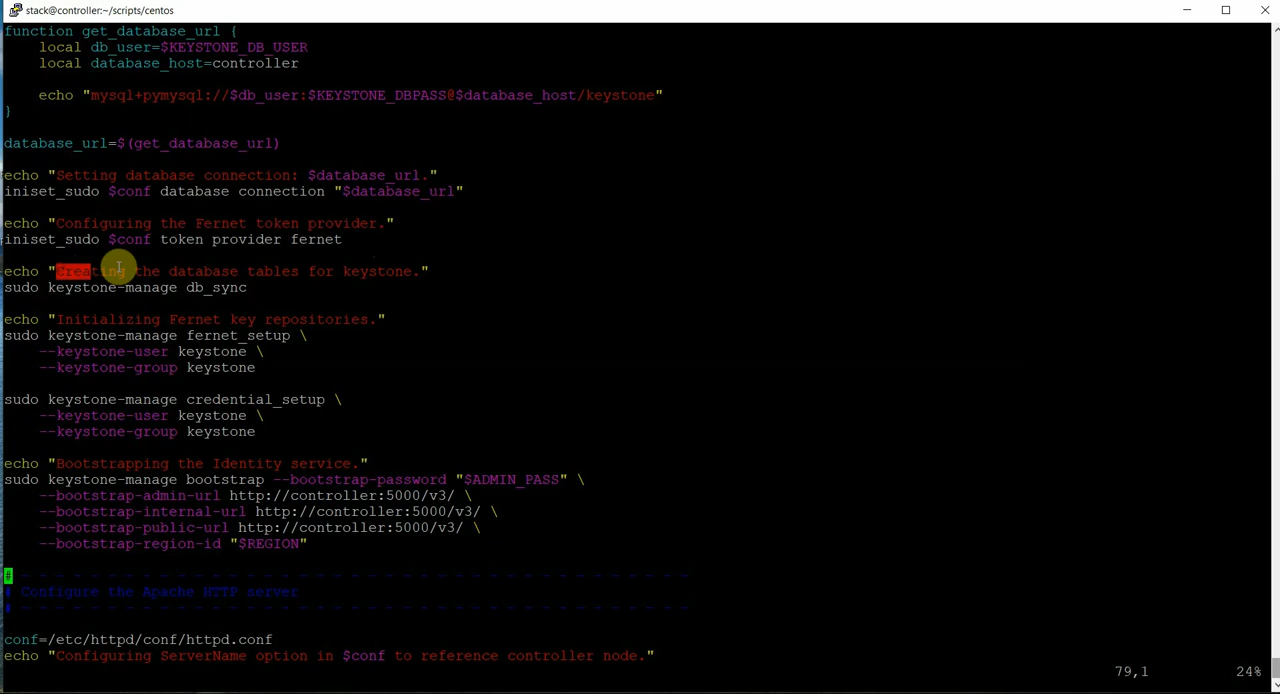 stack@controller:~/scripts/centos
function get_database_url {
    local db_user=$KEYSTONE_DB_USER
    local database_host=controller
    echo "mysql+pymysql://$db_user:$KEYSTONE_DBPASS@$database_host/keystone"
}
database_url=$(get_database_url)
echo "Setting database connection: $database_url."
iniset_sudo $conf database connection "$database_url"
echo "Configuring the Fernet token provider."
iniset_sudo $conf token provider fernet
echo "Creating the database tables for keystone."
sudo keystone-manage db_sync
echo "Initializing Fernet key repositories."
sudo keystone-manage fernet_setup \
    --keystone-user keystone \
    --keystone-group keystone
sudo keystone-manage credential_setup \
    --keystone-user keystone \
    --keystone-group keystone
echo "Bootstrapping the Identity service."
sudo keystone-manage bootstrap --bootstrap-password "$ADMIN_PASS" \
    --bootstrap-admin-url http://controller:5000/v3/ \
    --bootstrap-internal-url http://controller:5000/v3/ \
    --bootstrap-public-url http://controller:5000/v3/ \
    --bootstrap-region-id "$REGION"
# - - - - - - - - - - - - - - - - - - - - - - - - - - - - - - - - - - - - - - -
# Configure the Apache HTTP server
# - - - - - - - - - - - - - - - - - - - - - - - - - - - - - - - - - - - - - - -
conf=/etc/httpd/conf/httpd.conf
echo "Configuring ServerName option in $conf to reference controller node."
79,1 24%